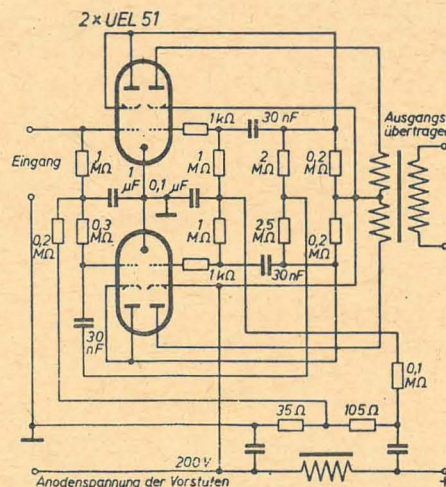 2 × UEL 51
1 kΩ
30 nF
Ausgangs
übertrager
Eingang
1
MΩ
1
µF
0,1
µF
1
MΩ
2
MΩ
0,2
MΩ
0,2
MΩ
0,3
MΩ
1
MΩ
2,5
MΩ
0,2
MΩ
1 kΩ
30 nF
30
nF
0,1
MΩ
35 Ω
105 Ω
200 V
Anodenspannung der Vorstufen
+